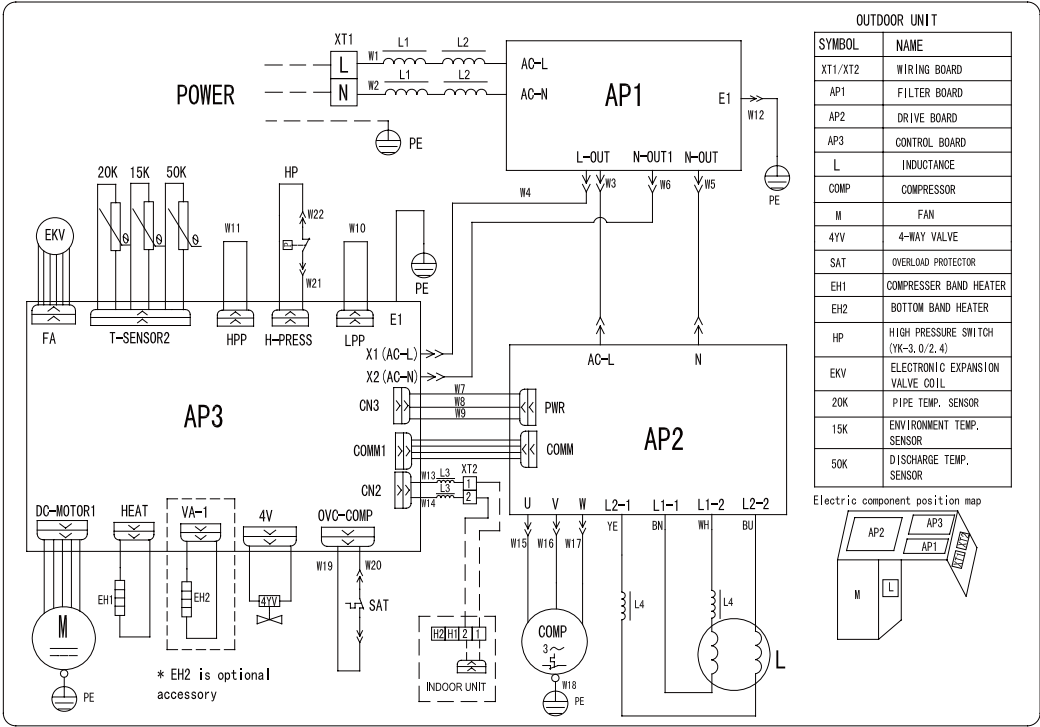 XT1
L
N
W1
W2
L1
L2
L1
L2
POWER
PE
AC-L
AC-N
AP1
E1
W12
PE
L-OUT N-OUT1 N-OUT
W4
W3
W6
W5
20K 15K 50K
HP
EKV
θ θ θ
W11
P
W22
W21
W10
PE
FA
T-SENSOR2
HPP
H-PRESS
LPP
E1
X1(AC-L)
X2(AC-N)
CN3
W7
W8
W9
PWR
AP3
COMM1
COMM
CN2
W13
L3
L3
W14
XT2
1
2
AC-L
N
AP2
U V W L2-1 L1-1 L1-2 L2-2
W15 W16 W17
YE BN WH BU
DC-MOTOR1
HEAT
VA-1
4V
OVC-COMP
W19
W20
M
EH1
EH2
4YV
SAT
PE
* EH2 is optional
accessory
H2 H1 2 1
INDOOR UNIT
COMP
3~
W18
PE
L4
L4
L
OUTDOOR UNIT
SYMBOL NAME
XT1/XT2 WIRING BOARD
AP1 FILTER BOARD
AP2 DRIVE BOARD
AP3 CONTROL BOARD
L INDUCTANCE
COMP COMPRESSOR
M FAN
4YV 4-WAY VALVE
SAT OVERLOAD PROTECTOR
EH1 COMPRESSER BAND HEATER
EH2 BOTTOM BAND HEATER
HP HIGH PRESSURE SWITCH
(YK-3.0/2.4)
EKV ELECTRONIC EXPANSION
VALVE COIL
20K PIPE TEMP. SENSOR
15K ENVIRONMENT TEMP.
SENSOR
50K DISCHARGE TEMP.
SENSOR
Electric component position map
AP2
AP3
AP1
XT1 XT2
M
L